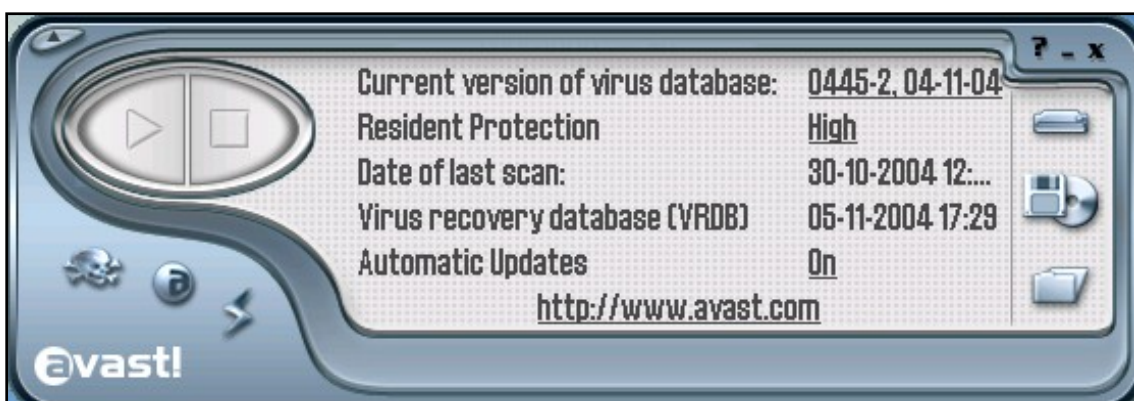 ? - x
Current version of virus database: 0445-2, 04-11-04
Resident Protection High
Date of last scan: 30-10-2004 12:...
Virus recovery database (VRDB) 05-11-2004 17:29
Automatic Updates On
http://www.avast.com
avast!